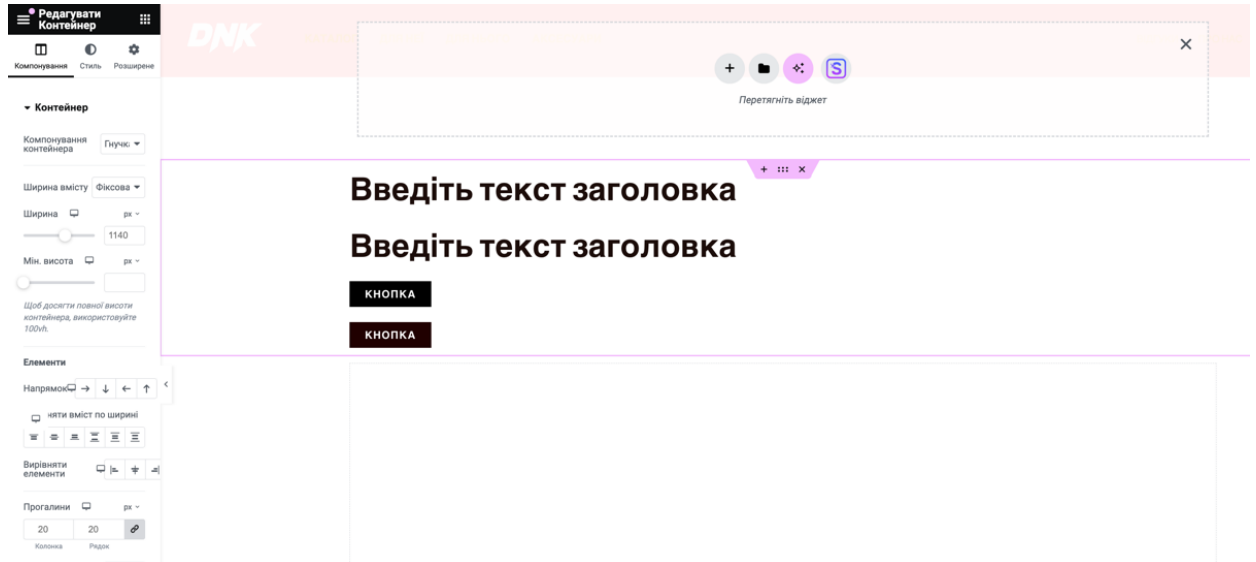 Редагувати
Контейнер
Компонування
Стиль
Розширене
DNK
Перетягніть віджет
Контейнер
Компонування
контейнера
Гнучк
Ширина вмісту
Фіксова
Ширина
px
1140
Мін. висота
px
Щоб досягти повної висоти
контейнера, використовуйте
100vh.
Елементи
Напрямок
няти вміст по ширині
Вирівняти
елементи
Прогалини
px
20
20
Колонка
Рядок
Введіть текст заголовка
Введіть текст заголовка
КНОПКА
КНОПКА